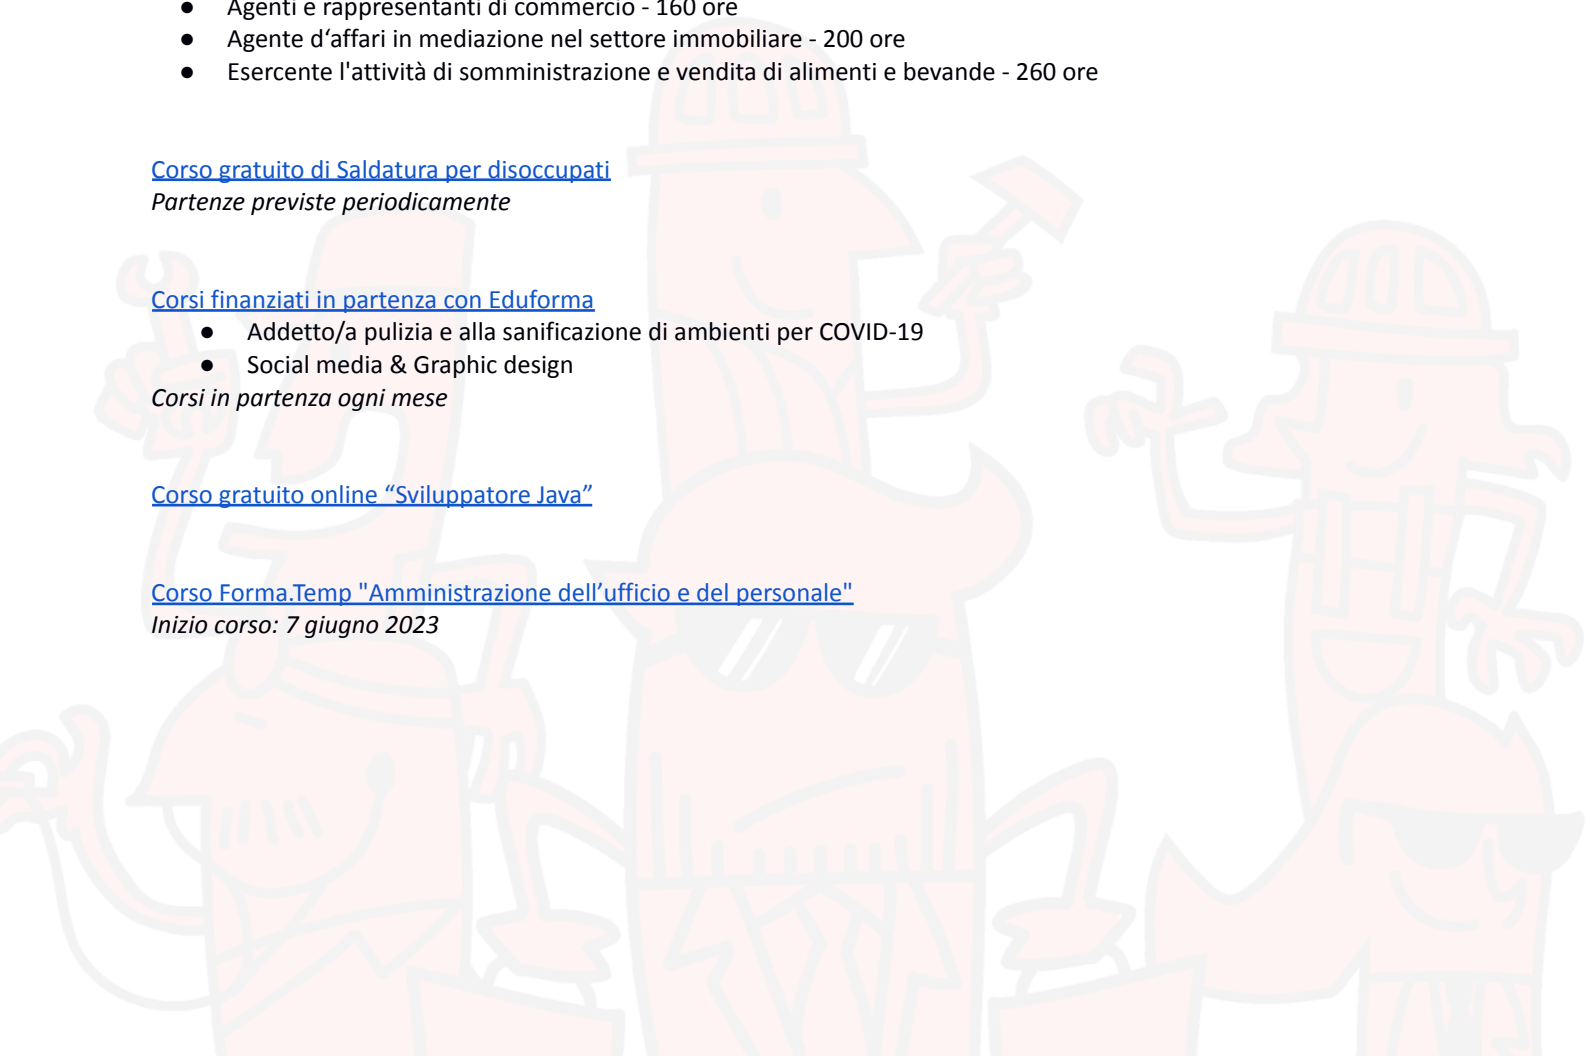 ● Agenti e rappresentanti di commercio - 160 ore
● Agente d‘affari in mediazione nel settore immobiliare - 200 ore
● Esercente l'attività di somministrazione e vendita di alimenti e bevande - 260 ore
Corso gratuito di Saldatura per disoccupati
Partenze previste periodicamente
Corsi finanziati in partenza con Eduforma
● Addetto/a pulizia e alla sanificazione di ambienti per COVID-19
● Social media & Graphic design
Corsi in partenza ogni mese
Corso gratuito online “Sviluppatore Java”
Corso Forma.Temp "Amministrazione dell’ufficio e del personale"
Inizio corso: 7 giugno 2023